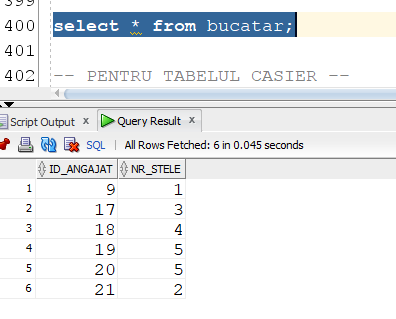 399
400 select * from bucatar;
401
402 -- PENTRU TABELUL CASIER --
Script Output x Query Result x
SQL | All Rows Fetched: 6 in 0.045 seconds
ID_ANGAJAT NR_STELE
1 9 1
2 17 3
3 18 4
4 19 5
5 20 5
6 21 2